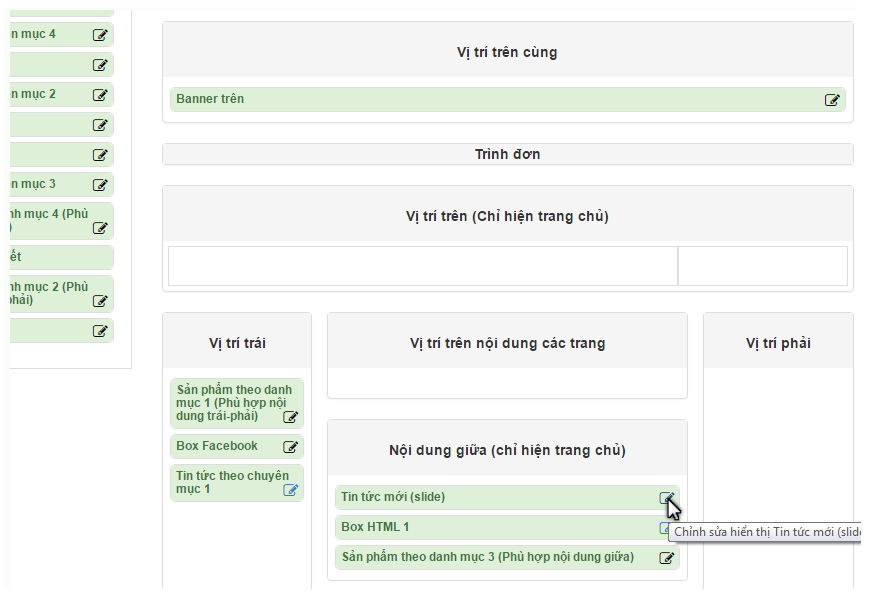 n mục 4
n mục 2
n mục 3
nh mục 4 (Phù
)
ết
nh mục 2 (Phù
phải)
Vị trí trên cùng
Banner trên
Trình đơn
Vị trí trên (Chỉ hiện trang chủ)
Vị trí trái
Sản phẩm theo danh
mục 1 (Phù hợp nội
dung trái-phải)
Box Facebook
Tin tức theo chuyên
mục 1
Vị trí trên nội dung các trang
Nội dung giữa (chỉ hiện trang chủ)
Tin tức mới (slide)
Box HTML 1
Chỉnh sửa hiển thị Tin tức mới (slide
Sản phẩm theo danh mục 3 (Phù hợp nội dung giữa)
Vị trí phải